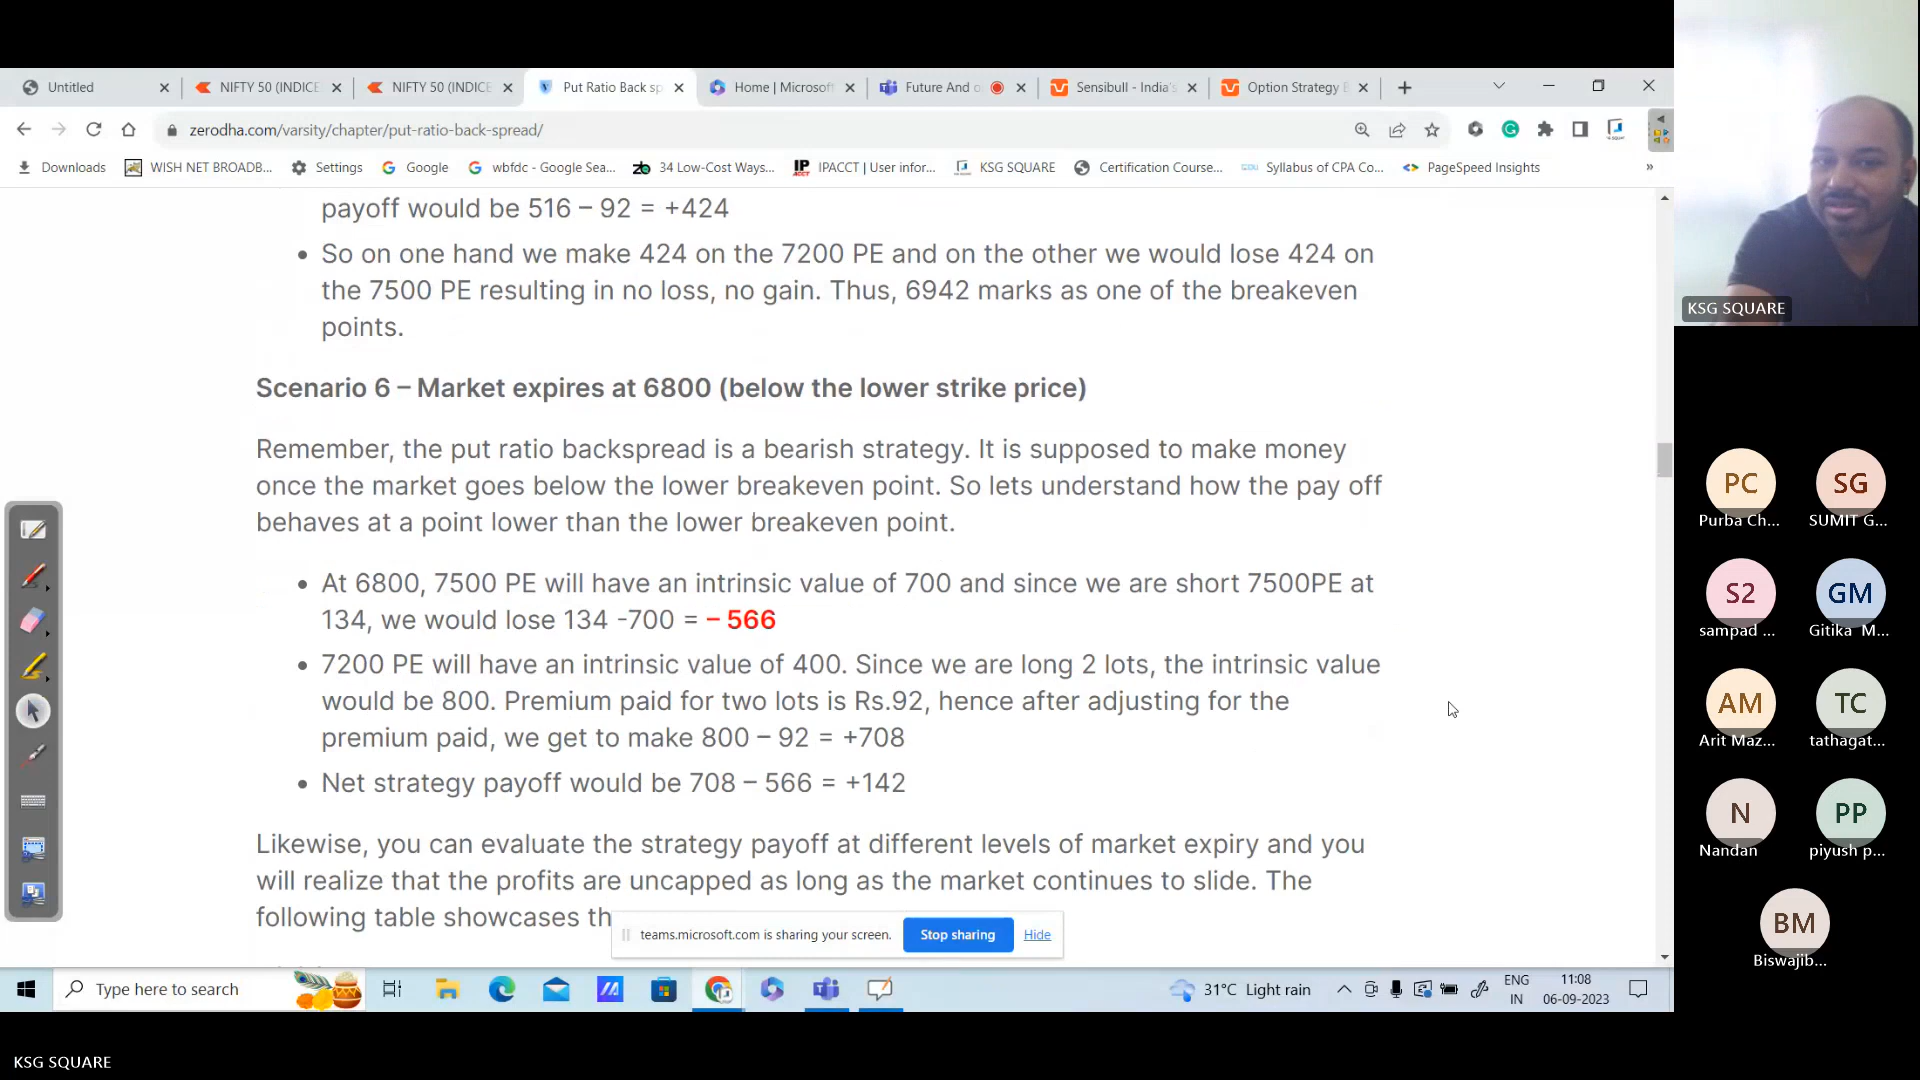 Untitled
NIFTY 50 (INDICE
NIFTY 50 (INDICE
Put Ratio Back sp
Home | Microsoft
Future And o
Sensibull - India's
Option Strategy B
zerodha.com/varsity/chapter/put-ratio-back-spread/
Downloads
WISH NET BROADB...
Settings
Google
wbfdc - Google Sea...
34 Low-Cost Ways...
IPACCT | User infor...
KSG SQUARE
Certification Course...
Syllabus of CPA Co...
PageSpeed Insights
»
payoff would be 516 – 92 = +424
• So on one hand we make 424 on the 7200 PE and on the other we would lose 424 on
the 7500 PE resulting in no loss, no gain. Thus, 6942 marks as one of the breakeven
points.
Scenario 6 – Market expires at 6800 (below the lower strike price)
Remember, the put ratio backspread is a bearish strategy. It is supposed to make money
once the market goes below the lower breakeven point. So lets understand how the pay off
behaves at a point lower than the lower breakeven point.
• At 6800, 7500 PE will have an intrinsic value of 700 and since we are short 7500PE at
134, we would lose 134 -700 = – 566
• 7200 PE will have an intrinsic value of 400. Since we are long 2 lots, the intrinsic value
would be 800. Premium paid for two lots is Rs.92, hence after adjusting for the
premium paid, we get to make 800 – 92 = +708
• Net strategy payoff would be 708 – 566 = +142
Likewise, you can evaluate the strategy payoff at different levels of market expiry and you
will realize that the profits are uncapped as long as the market continues to slide. The
following table showcases th
teams.microsoft.com is sharing your screen.
Stop sharing
Hide
Type here to search
31°C Light rain
ENG
IN
11:08
06-09-2023
KSG SQUARE
PC
Purba Ch...
SG
SUMIT G...
S2
sampad ...
GM
Gitika M...
AM
Arit Maz...
TC
tathagat...
N
Nandan
PP
piyush p...
BM
Biswajib...
KSG SQUARE